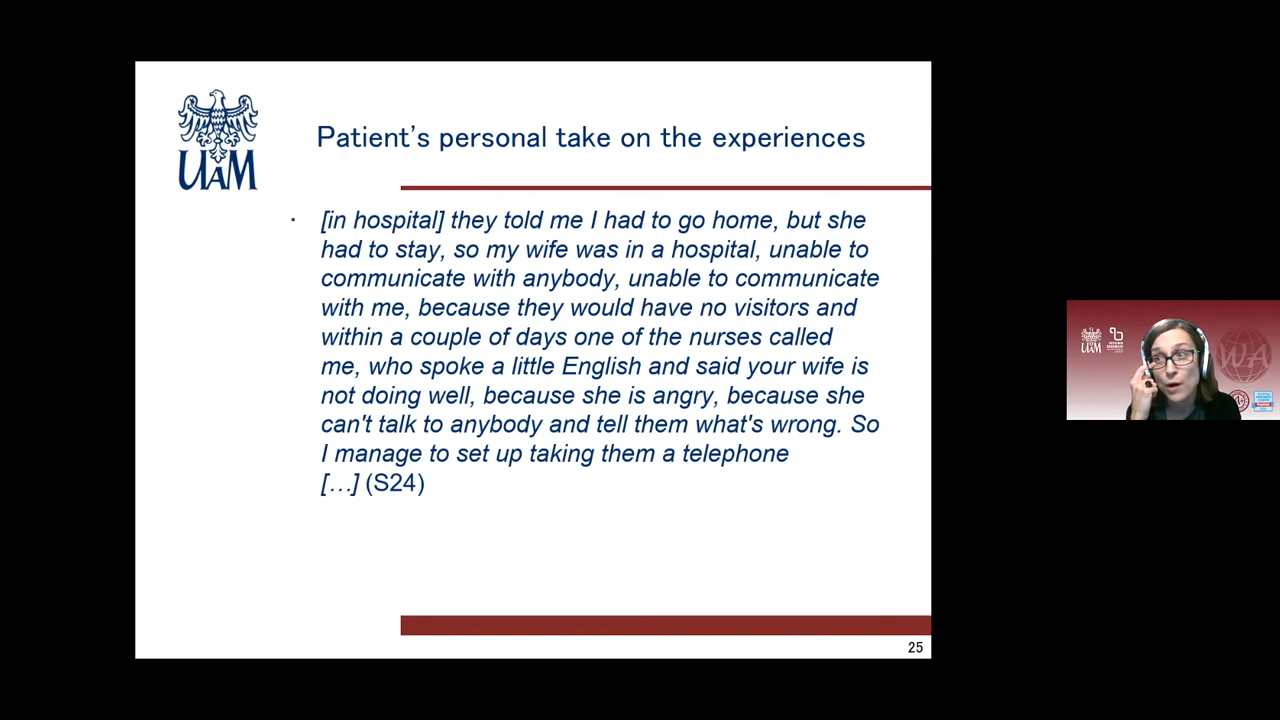 UAM
Patient's personal take on the experiences
· [in hospital] they told me I had to go home, but she
had to stay, so my wife was in a hospital, unable to
communicate with anybody, unable to communicate
with me, because they would have no visitors and
within a couple of days one of the nurses called
me, who spoke a little English and said your wife is
not doing well, because she is angry, because she
can't talk to anybody and tell them what's wrong. So
I manage to set up taking them a telephone
[…] (S24)
25
UAM
WA